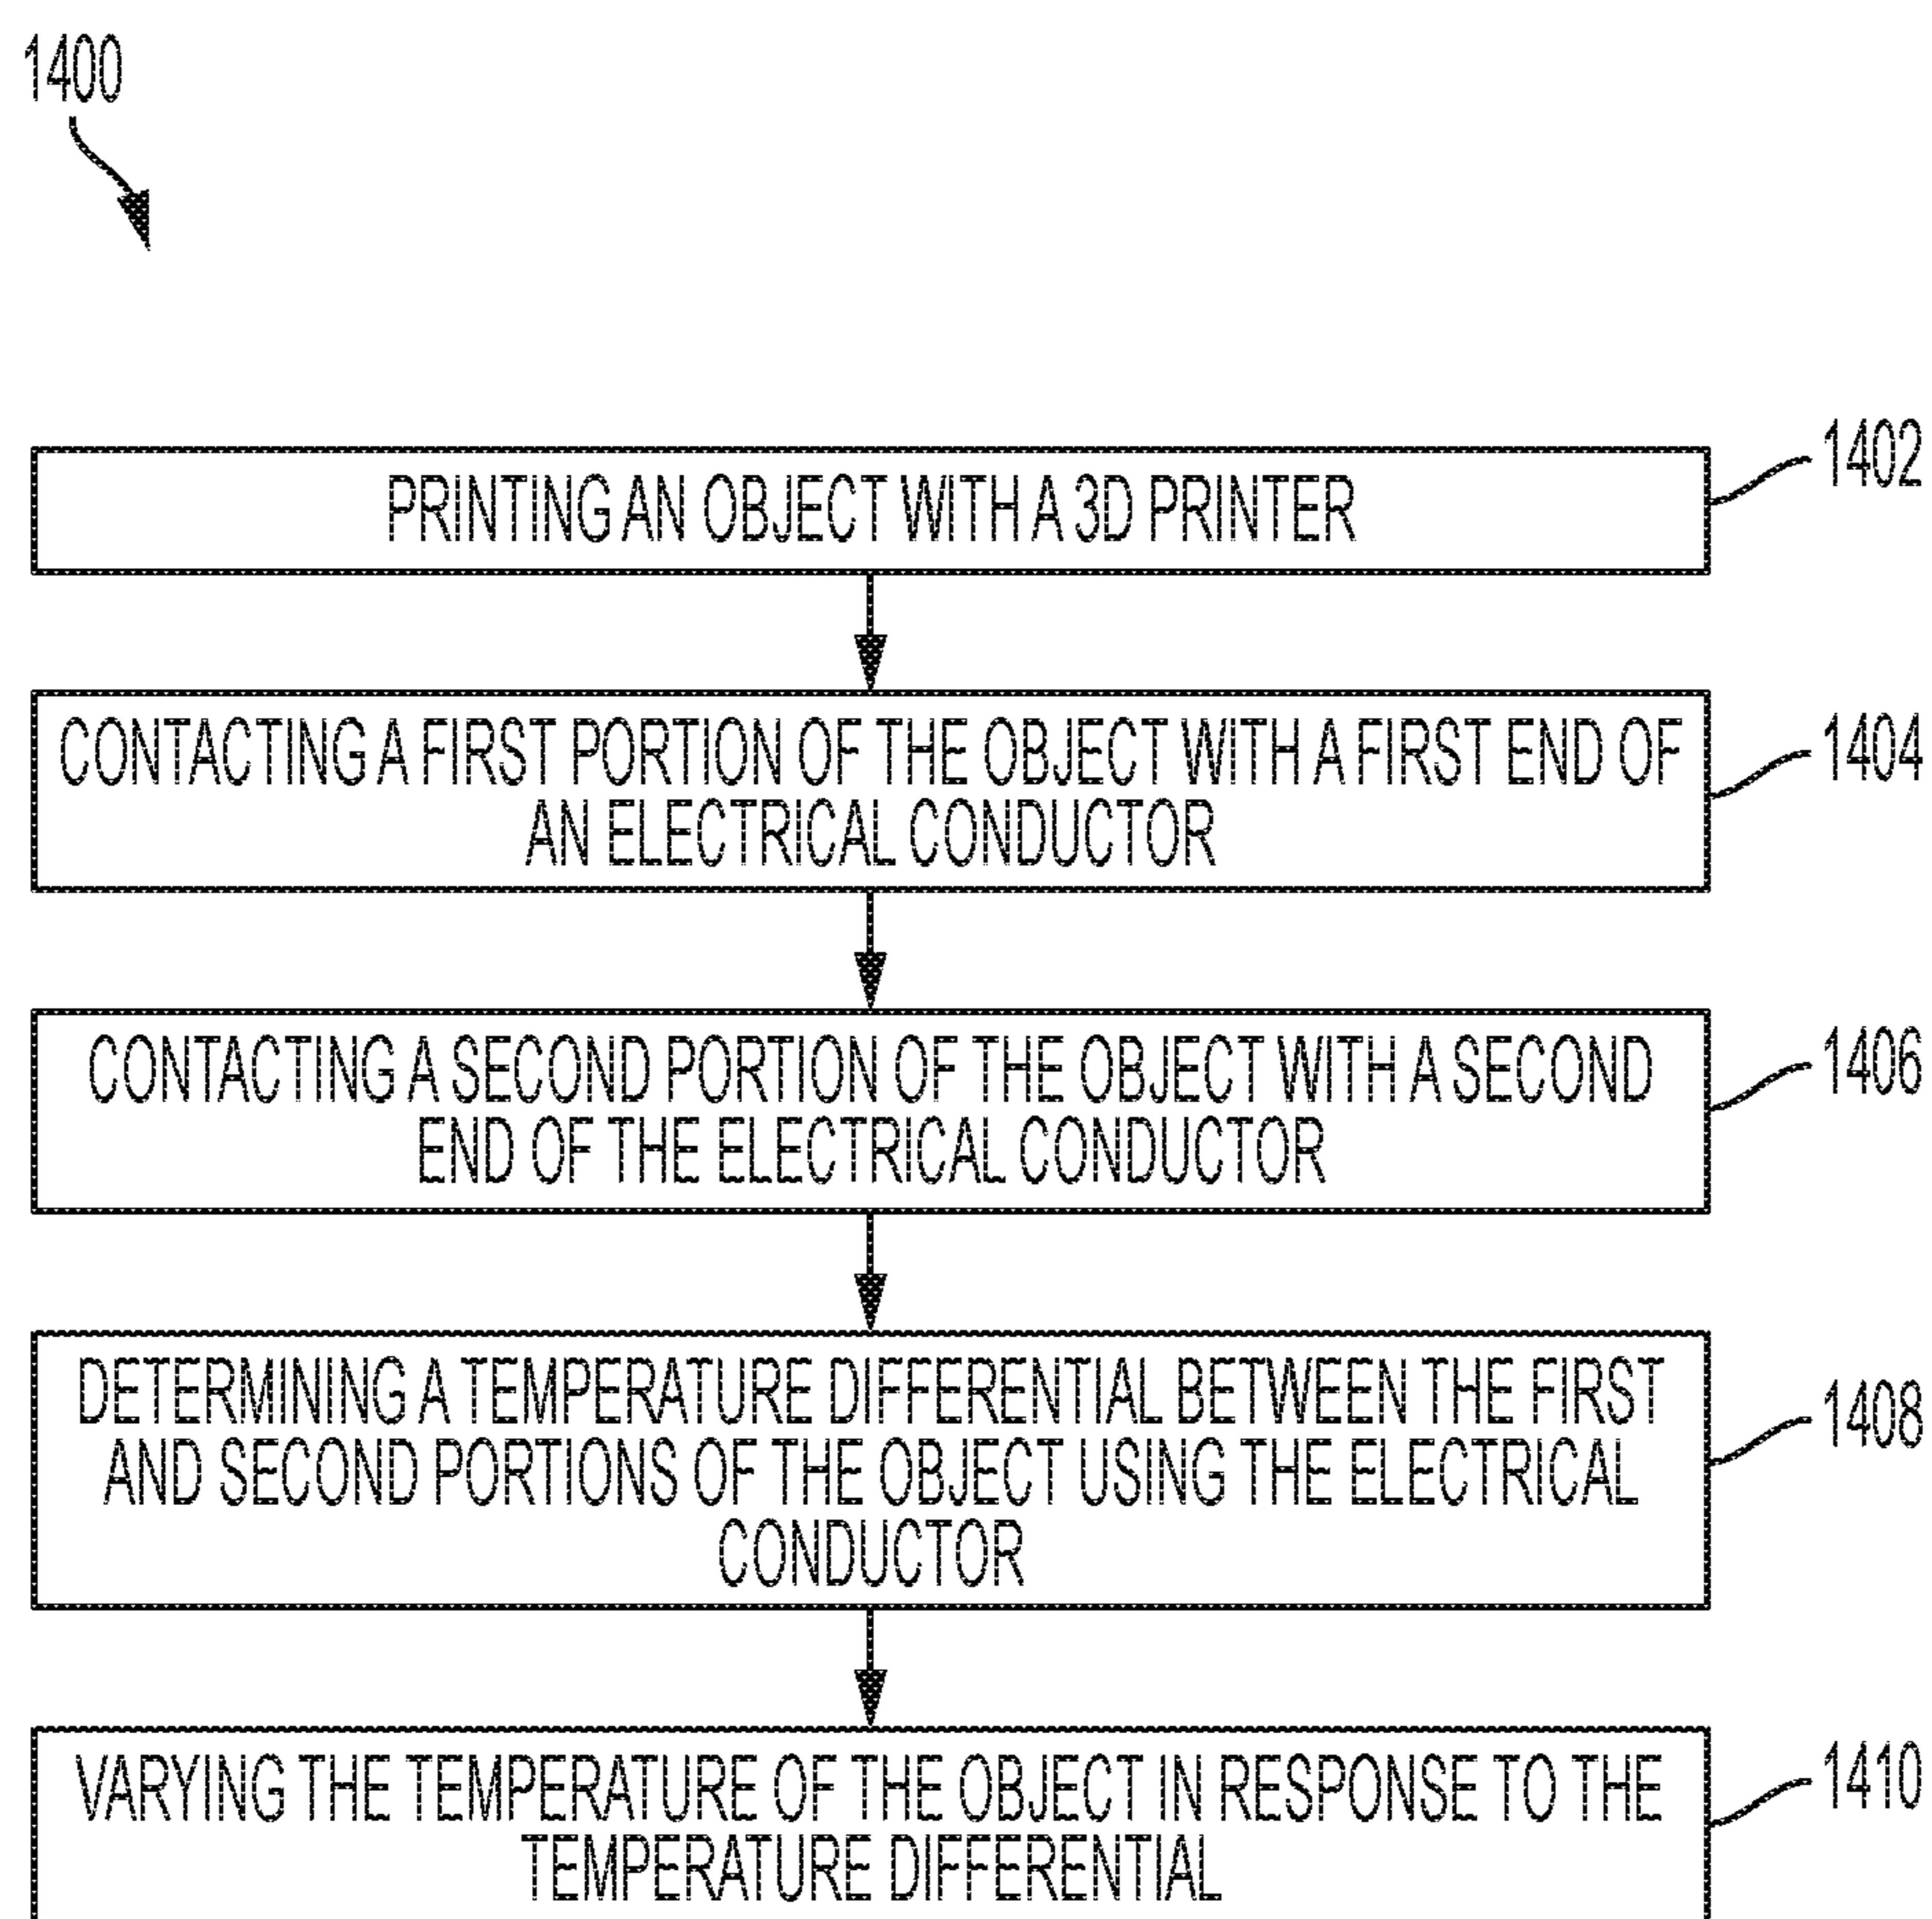 1400
PRINTING AN OBJECT WITH A 3D PRINTER
1402
CONTACTING A FIRST PORTION OF THE OBJECT WITH A FIRST END OF
AN ELECTRICAL CONDUCTOR
1404
CONTACTING A SECOND PORTION OF THE OBJECT WITH A SECOND
END OF THE ELECTRICAL CONDUCTOR
1406
DETERMINING A TEMPERATURE DIFFERENTIAL BETWEEN THE FIRST
AND SECOND PORTIONS OF THE OBJECT USING THE ELECTRICAL
CONDUCTOR
1408
VARYING THE TEMPERATURE OF THE OBJECT IN RESPONSE TO THE
TEMPERATURE DIFFERENTIAL
1410